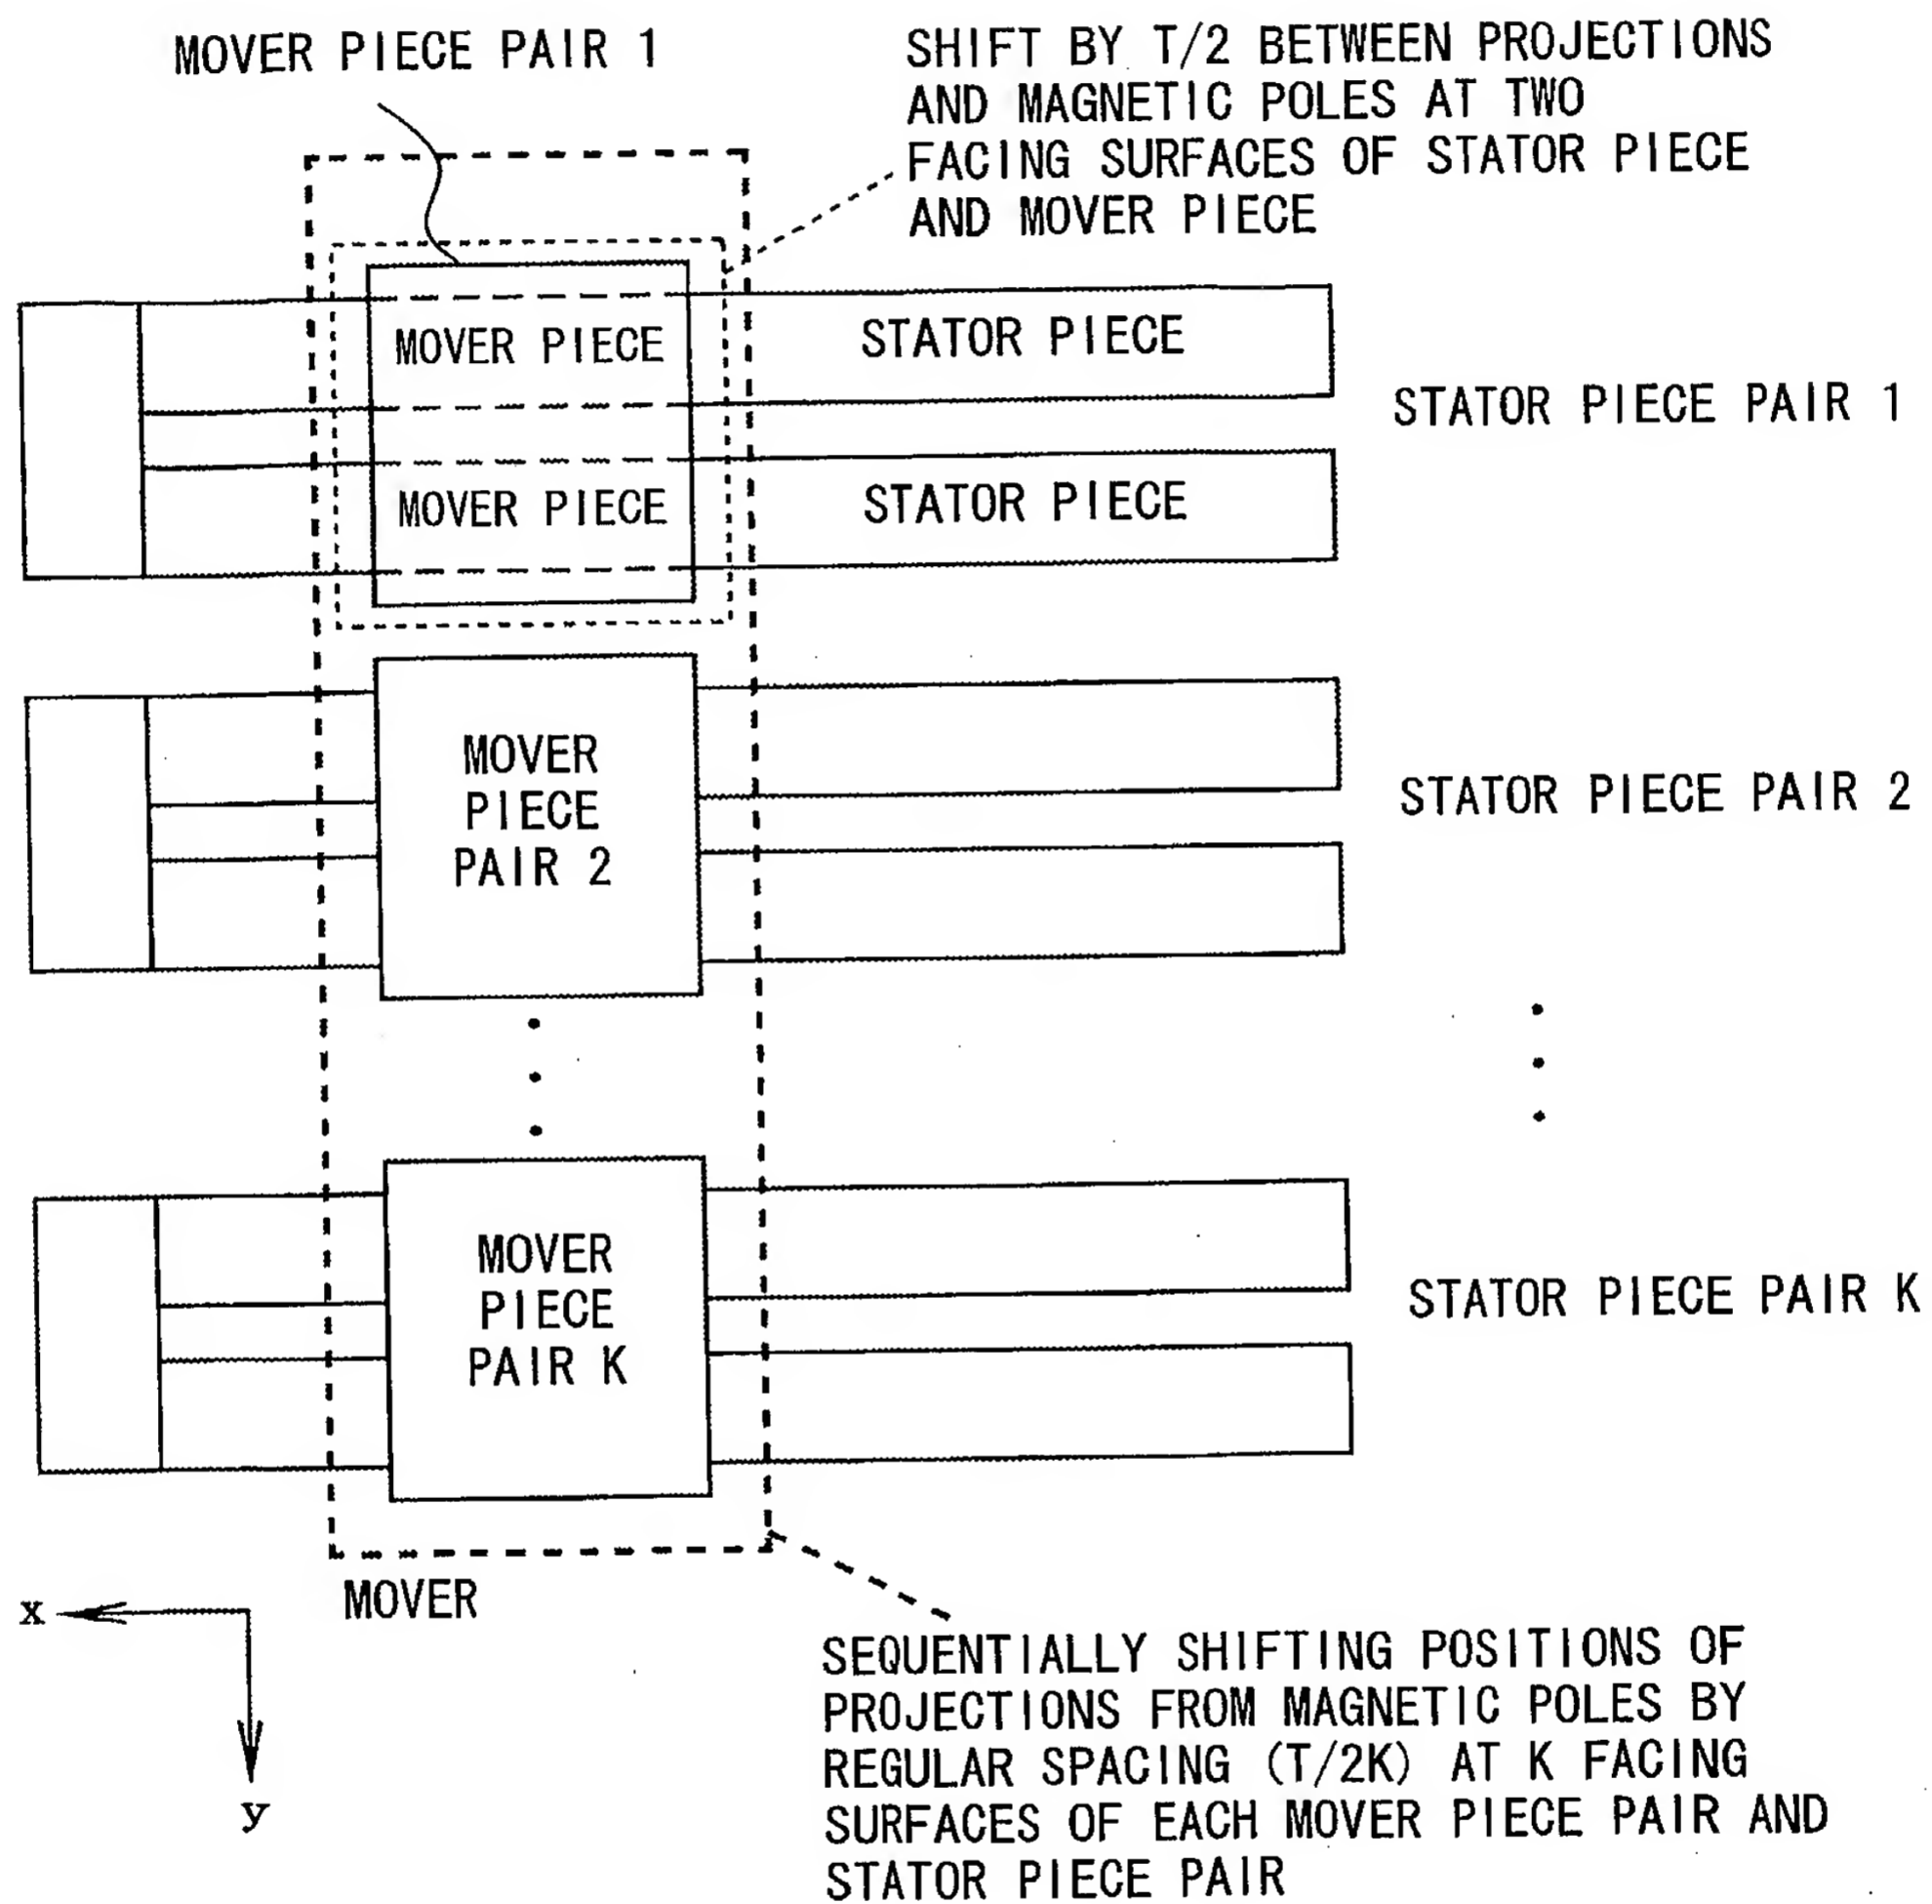 MOVER PIECE PAIR 1
SHIFT BY T/2 BETWEEN PROJECTIONS
AND MAGNETIC POLES AT TWO
FACING SURFACES OF STATOR PIECE
AND MOVER PIECE
MOVER PIECE
STATOR PIECE
STATOR PIECE PAIR 1
MOVER PIECE
STATOR PIECE
MOVER
PIECE
PAIR 2
STATOR PIECE PAIR 2
MOVER
PIECE
PAIR K
STATOR PIECE PAIR K
MOVER
x
y
SEQUENTIALLY SHIFTING POSITIONS OF
PROJECTIONS FROM MAGNETIC POLES BY
REGULAR SPACING (T/2K) AT K FACING
SURFACES OF EACH MOVER PIECE PAIR AND
STATOR PIECE PAIR